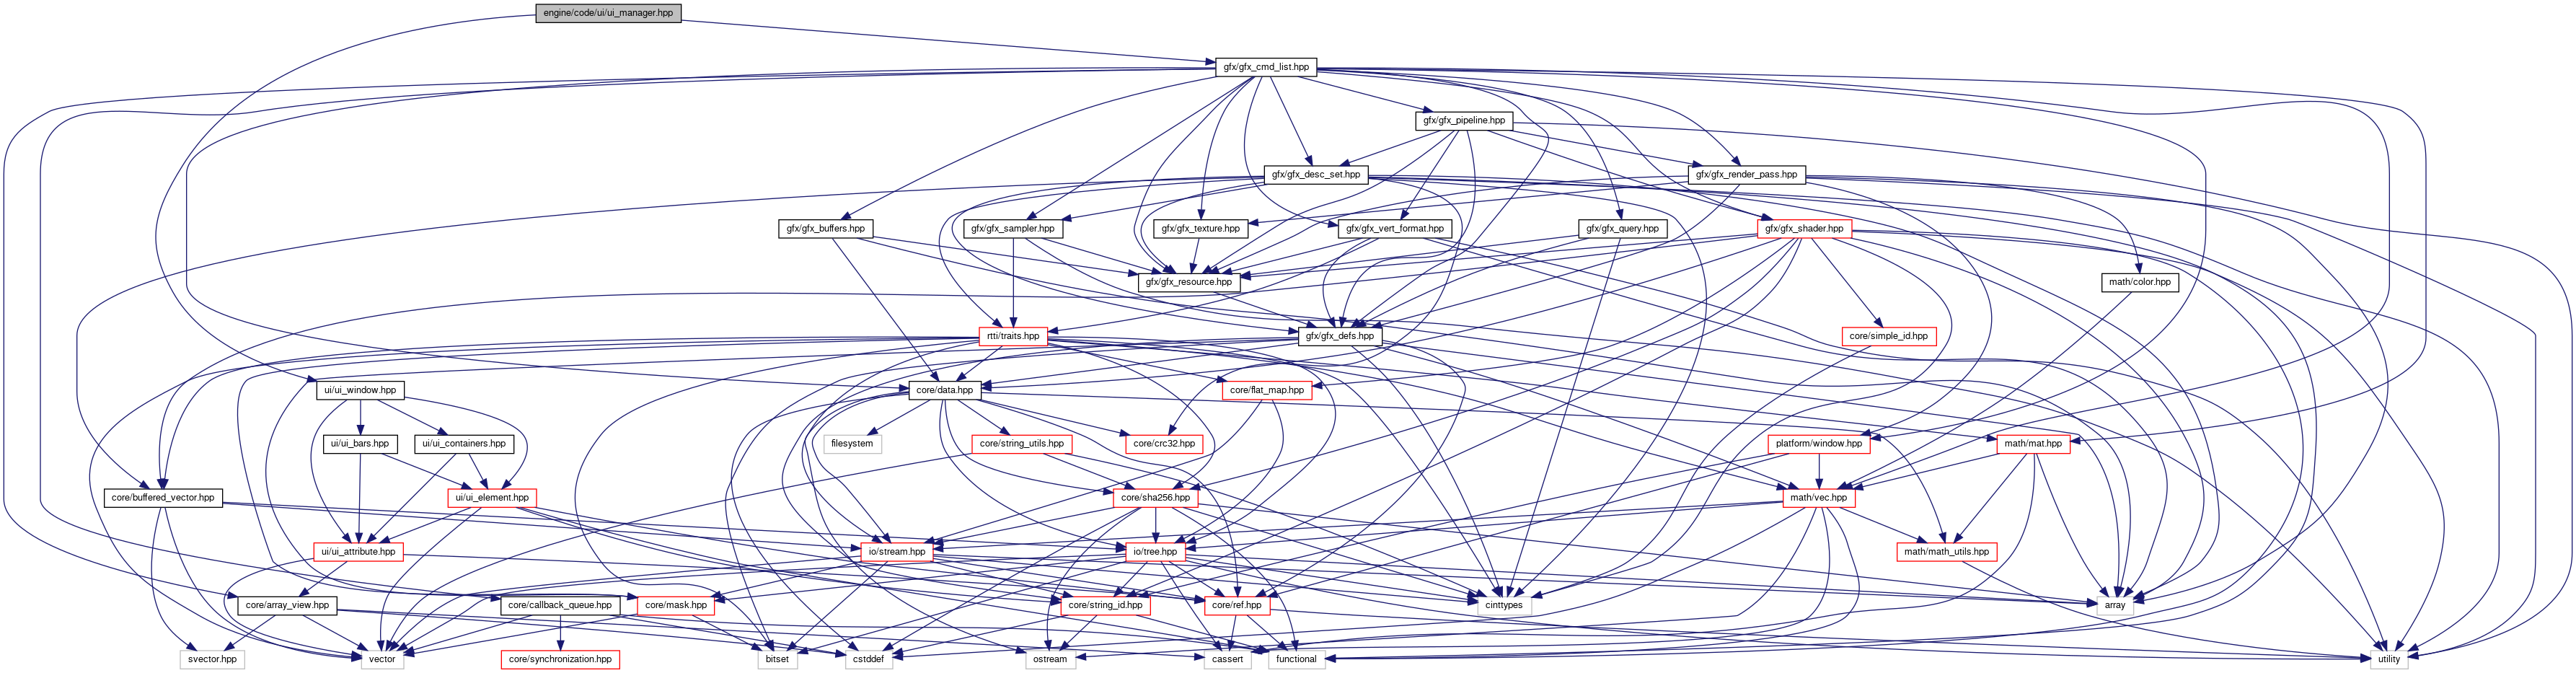 engine/code/ui/ui_manager.hpp
gfx/gfx_cmd_list.hpp
gfx/gfx_pipeline.hpp
gfx/gfx_desc_set.hpp
gfx/gfx_render_pass.hpp
gfx/gfx_buffers.hpp
gfx/gfx_sampler.hpp
gfx/gfx_texture.hpp
gfx/gfx_vert_format.hpp
gfx/gfx_query.hpp
gfx/gfx_shader.hpp
gfx/gfx_resource.hpp
math/color.hpp
rtti/traits.hpp
gfx/gfx_defs.hpp
core/simple_id.hpp
ui/ui_window.hpp
core/data.hpp
core/flat_map.hpp
ui/ui_bars.hpp
ui/ui_containers.hpp
filesystem
core/string_utils.hpp
core/crc32.hpp
platform/window.hpp
math/mat.hpp
core/buffered_vector.hpp
ui/ui_element.hpp
core/sha256.hpp
math/vec.hpp
ui/ui_attribute.hpp
io/stream.hpp
io/tree.hpp
math/math_utils.hpp
core/array_view.hpp
core/callback_queue.hpp
core/mask.hpp
core/string_id.hpp
core/ref.hpp
cinttypes
array
svector.hpp
vector
core/synchronization.hpp
bitset
cstddef
ostream
cassert
functional
utility